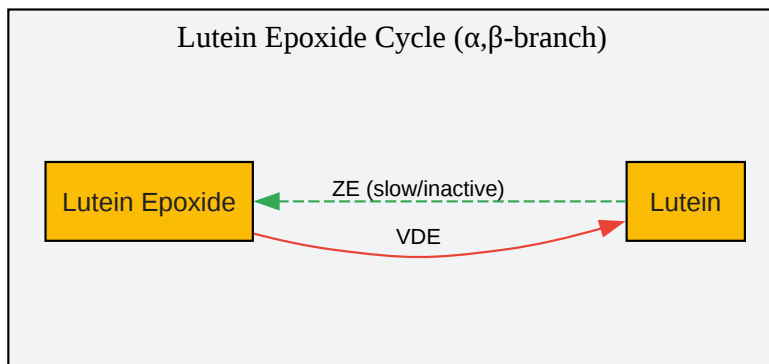 Lutein Epoxide Cycle (α,β-branch)
Lutein Epoxide
ZE (slow/inactive)
Lutein
VDE